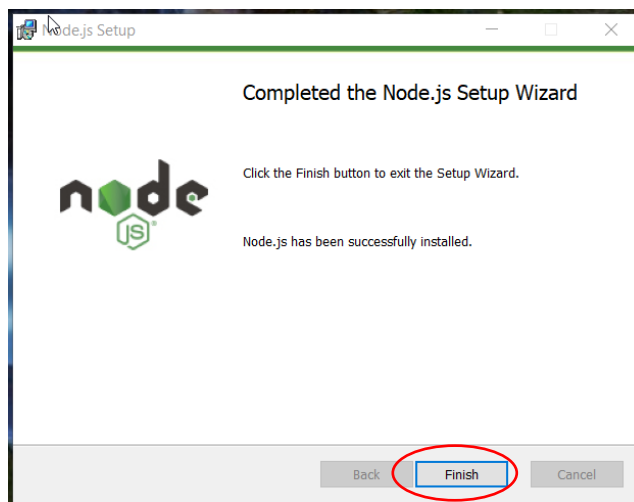 Node.js Setup
Completed the Node.js Setup Wizard
Click the Finish button to exit the Setup Wizard.
node
JS
Node.js has been successfully installed.
Back
Finish
Cancel